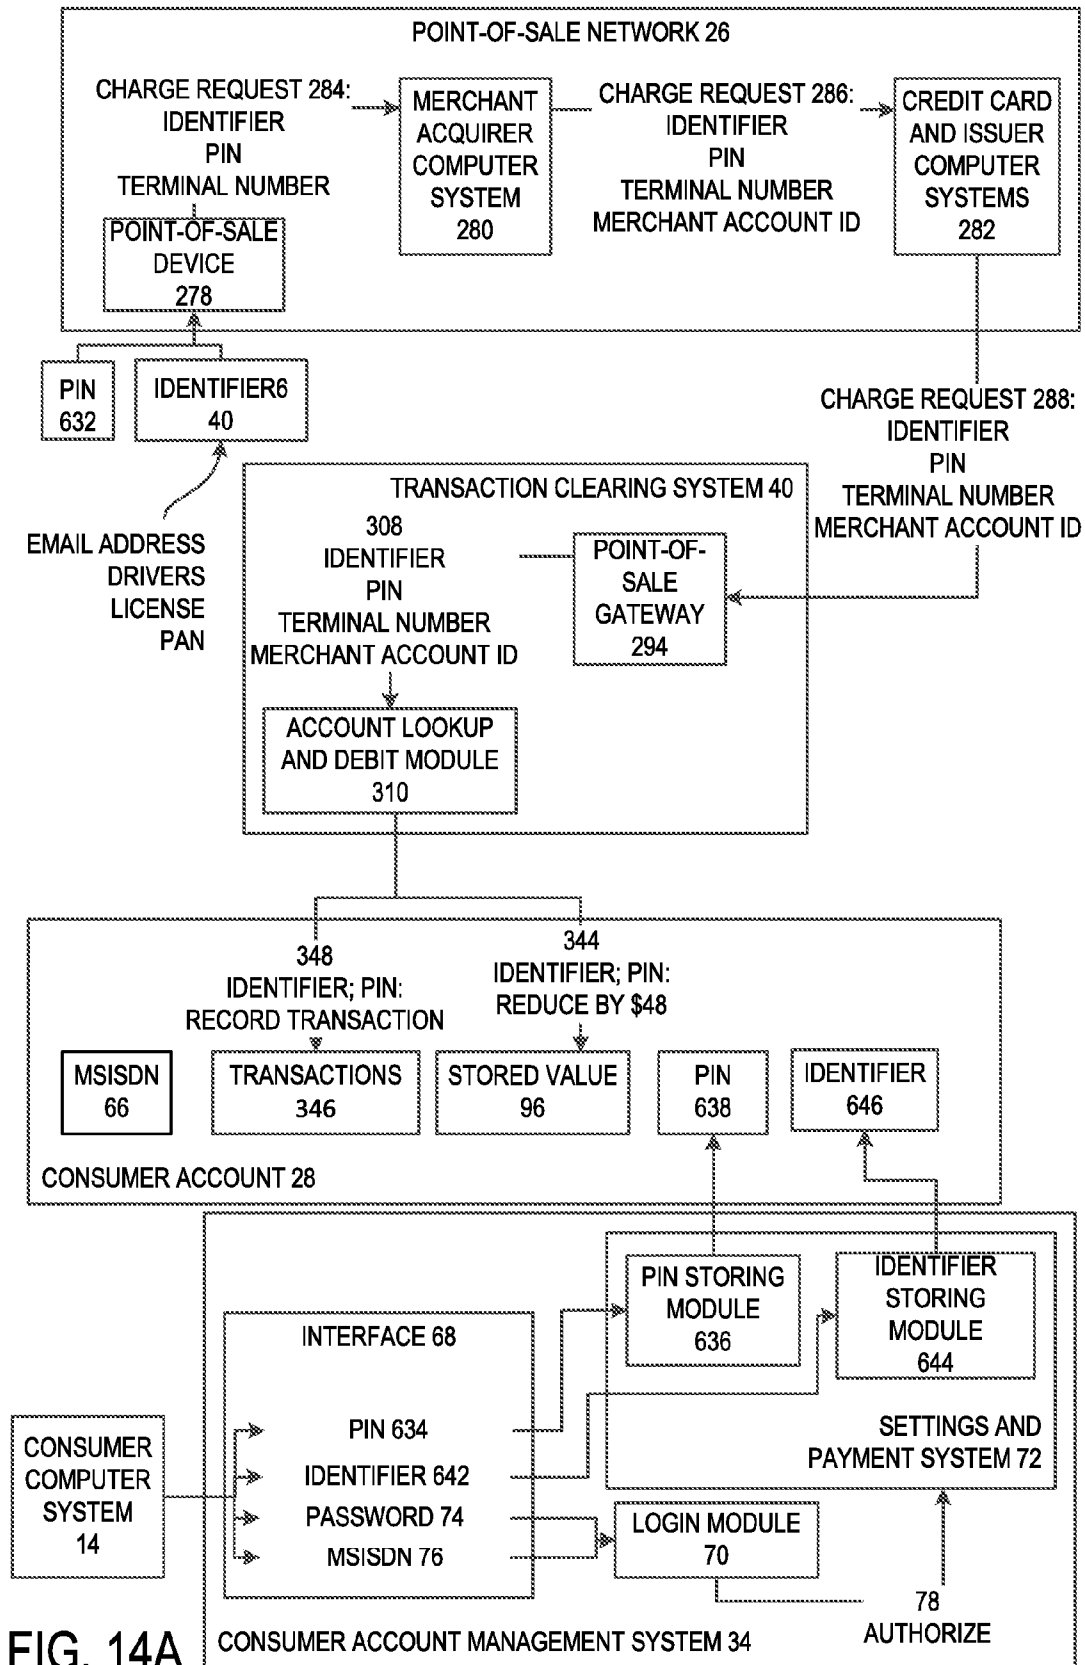 POINT-OF-SALE NETWORK 26
CHARGE REQUEST 284:
IDENTIFIER
PIN
TERMINAL NUMBER
MERCHANT
ACQUIRER
COMPUTER
SYSTEM
280
CHARGE REQUEST 286:
IDENTIFIER
PIN
TERMINAL NUMBER
MERCHANT ACCOUNT ID
CREDIT CARD
AND ISSUER
COMPUTER
SYSTEMS
282
POINT-OF-SALE
DEVICE
278
PIN
632
IDENTIFIER6
40
CHARGE REQUEST 288:
IDENTIFIER
PIN
TERMINAL NUMBER
MERCHANT ACCOUNT ID
EMAIL ADDRESS
DRIVERS
LICENSE
PAN
TRANSACTION CLEARING SYSTEM 40
308
IDENTIFIER
PIN
TERMINAL NUMBER
MERCHANT ACCOUNT ID
POINT-OF-
SALE
GATEWAY
294
ACCOUNT LOOKUP
AND DEBIT MODULE
310
348
IDENTIFIER; PIN:
RECORD TRANSACTION
344
IDENTIFIER; PIN:
REDUCE BY $48
MSISDN
66
TRANSACTIONS
346
STORED VALUE
96
PIN
638
IDENTIFIER
646
CONSUMER ACCOUNT 28
PIN STORING
MODULE
636
IDENTIFIER
STORING
MODULE
644
INTERFACE 68
PIN 634
IDENTIFIER 642
PASSWORD 74
MSISDN 76
SETTINGS AND
PAYMENT SYSTEM 72
CONSUMER
COMPUTER
SYSTEM
14
LOGIN MODULE
70
78
AUTHORIZE
FIG. 14A
CONSUMER ACCOUNT MANAGEMENT SYSTEM 34